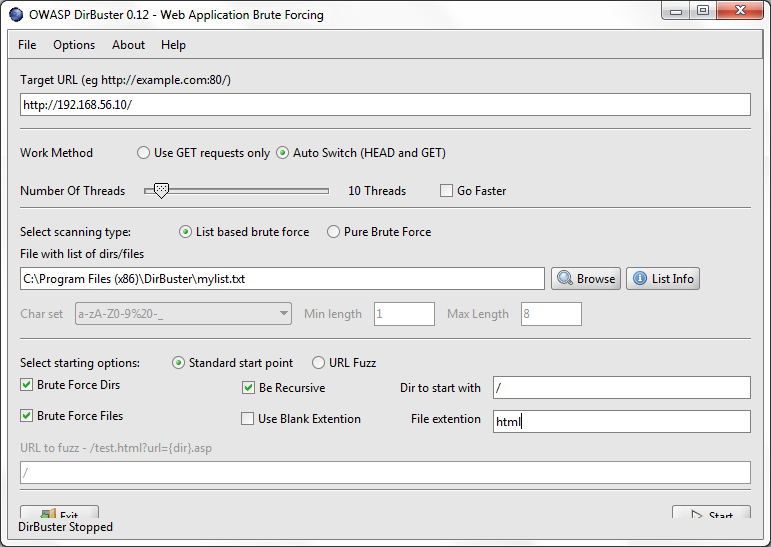 OWASP DirBuster 0.12 - Web Application Brute Forcing
File Options About Help
Target URL (eg http://example.com:80/)
http://192.168.56.10/
Work Method Use GET requests only Auto Switch (HEAD and GET)
Number Of Threads 10 Threads Go Faster
Select scanning type: List based brute force Pure Brute Force
File with list of dirs/files
C:\Program Files (x86)\DirBuster\mylist.txt Browse List Info
Char set a-zA-Z0-9%20-_ Min length 1 Max Length 8
Select starting options: Standard start point URL Fuzz
Brute Force Dirs Be Recursive Dir to start with /
Brute Force Files Use Blank Extention File extention html
URL to fuzz - /test.html?url={dir}.asp
/
Exit Start
DirBuster Stopped